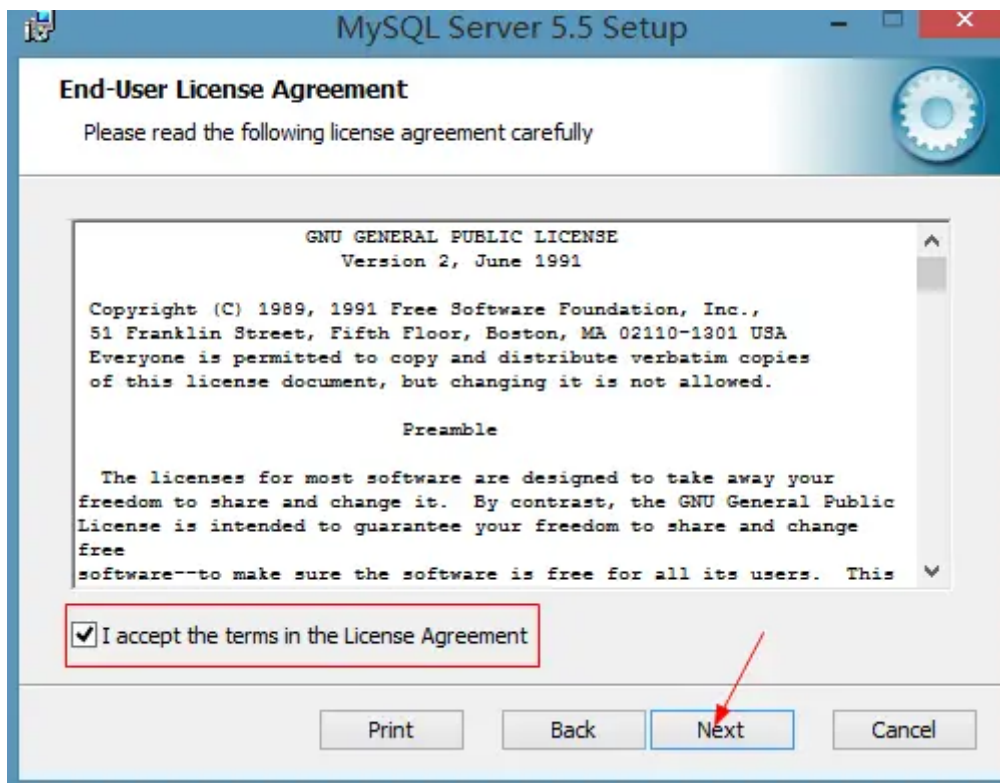 MySQL Server 5.5 Setup
End-User License Agreement
Please read the following license agreement carefully
GNU GENERAL PUBLIC LICENSE
Version 2, June 1991
Copyright (C) 1989, 1991 Free Software Foundation, Inc.,
51 Franklin Street, Fifth Floor, Boston, MA 02110-1301 USA
Everyone is permitted to copy and distribute verbatim copies
of this license document, but changing it is not allowed.
Preamble
The licenses for most software are designed to take away your
freedom to share and change it. By contrast, the GNU General Public
License is intended to guarantee your freedom to share and change
free
software--to make sure the software is free for all its users. This
I accept the terms in the License Agreement
Print Back Next Cancel